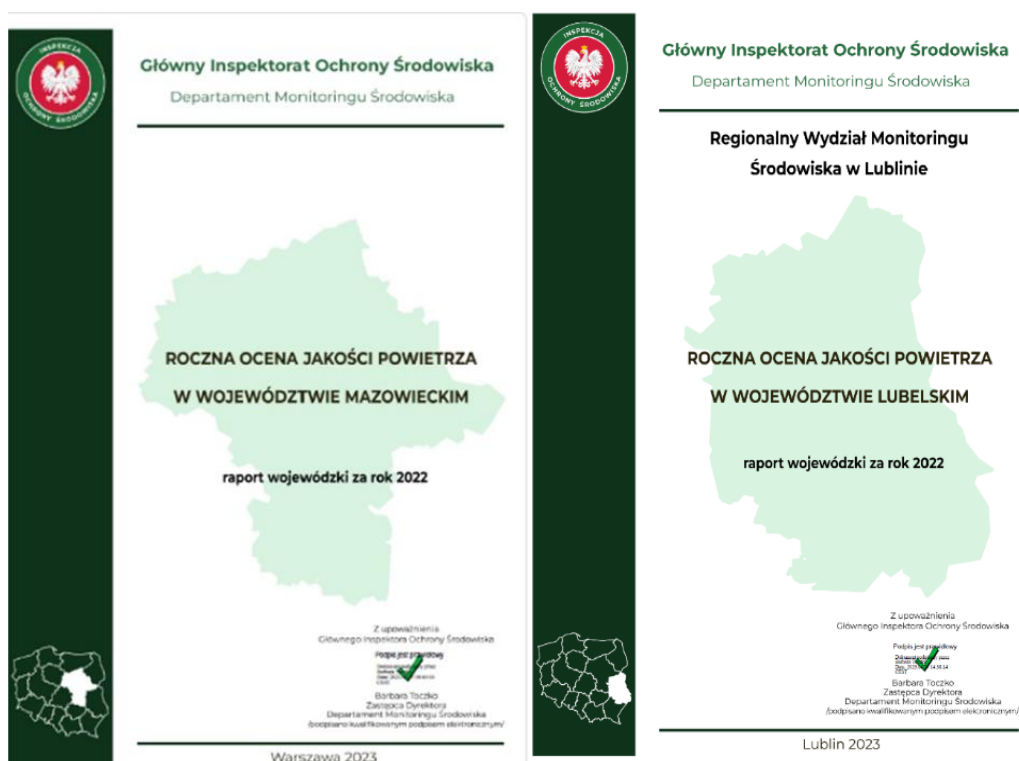 INSPEKCJA
OCHRONY ŚRODOWISKA
Główny Inspektorat Ochrony Środowiska
Departament Monitoringu Środowiska
ROCZNA OCENA JAKOŚCI POWIETRZA
W WOJEWÓDZTWIE MAZOWIECKIM
raport wojewódzki za rok 2022
Z upoważnienia
Głównego Inspektora Ochrony Środowiska
Podpis jest prawidłowy
Barbara Toczko
Zastępca Dyrektora
Departament Monitoringu Środowiska
/podpisano kwalifikowanym podpisem elektronicznym/
Warszawa 2023
INSPEKCJA
OCHRONY ŚRODOWISKA
Główny Inspektorat Ochrony Środowiska
Departament Monitoringu Środowiska
Regionalny Wydział Monitoringu
Środowiska w Lublinie
ROCZNA OCENA JAKOŚCI POWIETRZA
W WOJEWÓDZTWIE LUBELSKIM
raport wojewódzki za rok 2022
Z upoważnienia
Głównego Inspektora Ochrony Środowiska
Podpis jest prawidłowy
Barbara Toczko
Zastępca Dyrektora
Departament Monitoringu Środowiska
/podpisano kwalifikowanym podpisem elektronicznym/
Lublin 2023